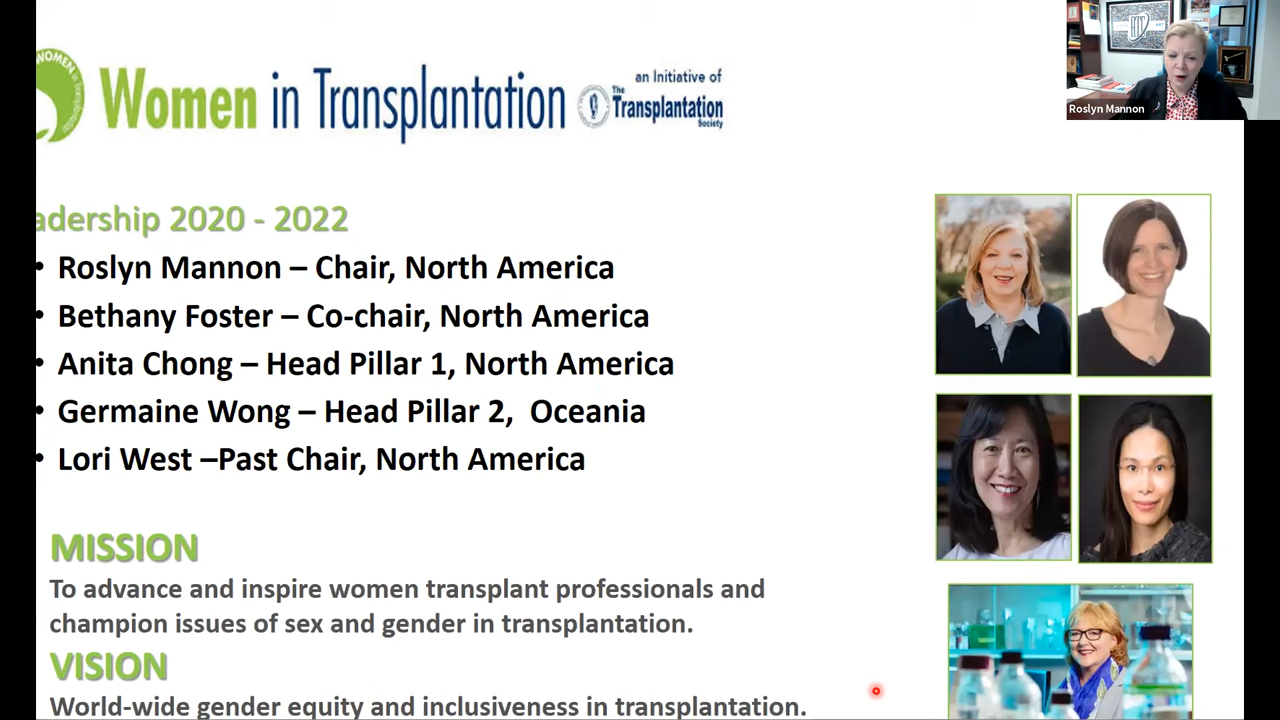 WOMEN in
Women in Transplantation
an Initiative of
The
Transplantation
Society
Roslyn Mannon
adership 2020 - 2022
• Roslyn Mannon – Chair, North America
• Bethany Foster – Co-chair, North America
• Anita Chong – Head Pillar 1, North America
• Germaine Wong – Head Pillar 2, Oceania
• Lori West –Past Chair, North America
MISSION
To advance and inspire women transplant professionals and
champion issues of sex and gender in transplantation.
VISION
World-wide gender equity and inclusiveness in transplantation.